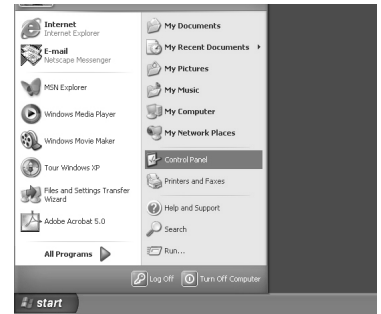 Internet
Internet Explorer
E-mail
Netscape Messenger
MSN Explorer
Windows Media Player
Windows Movie Maker
Tour Windows XP
Files and Settings Transfer
Wizard
Adobe Acrobat 5.0
All Programs
My Documents
My Recent Documents
My Pictures
My Music
My Computer
My Network Places
Control Panel
Printers and Faxes
Help and Support
Search
Run...
Log Off
Turn Off Computer
start